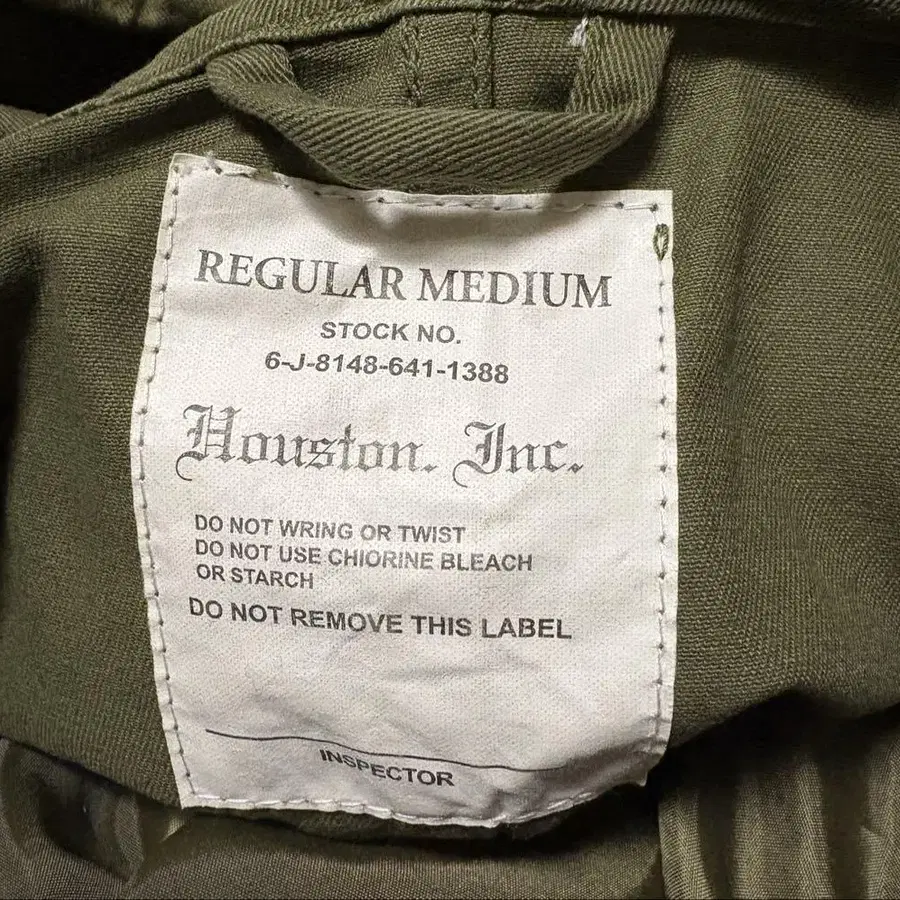 REGULAR MEDIUM
STOCK NO.
6-J-8148-641-1388
Houston. Inc.
DO NOT WRING OR TWIST
DO NOT USE CHIORINE BLEACH
OR STARCH
DO NOT REMOVE THIS LABEL
INSPECTOR